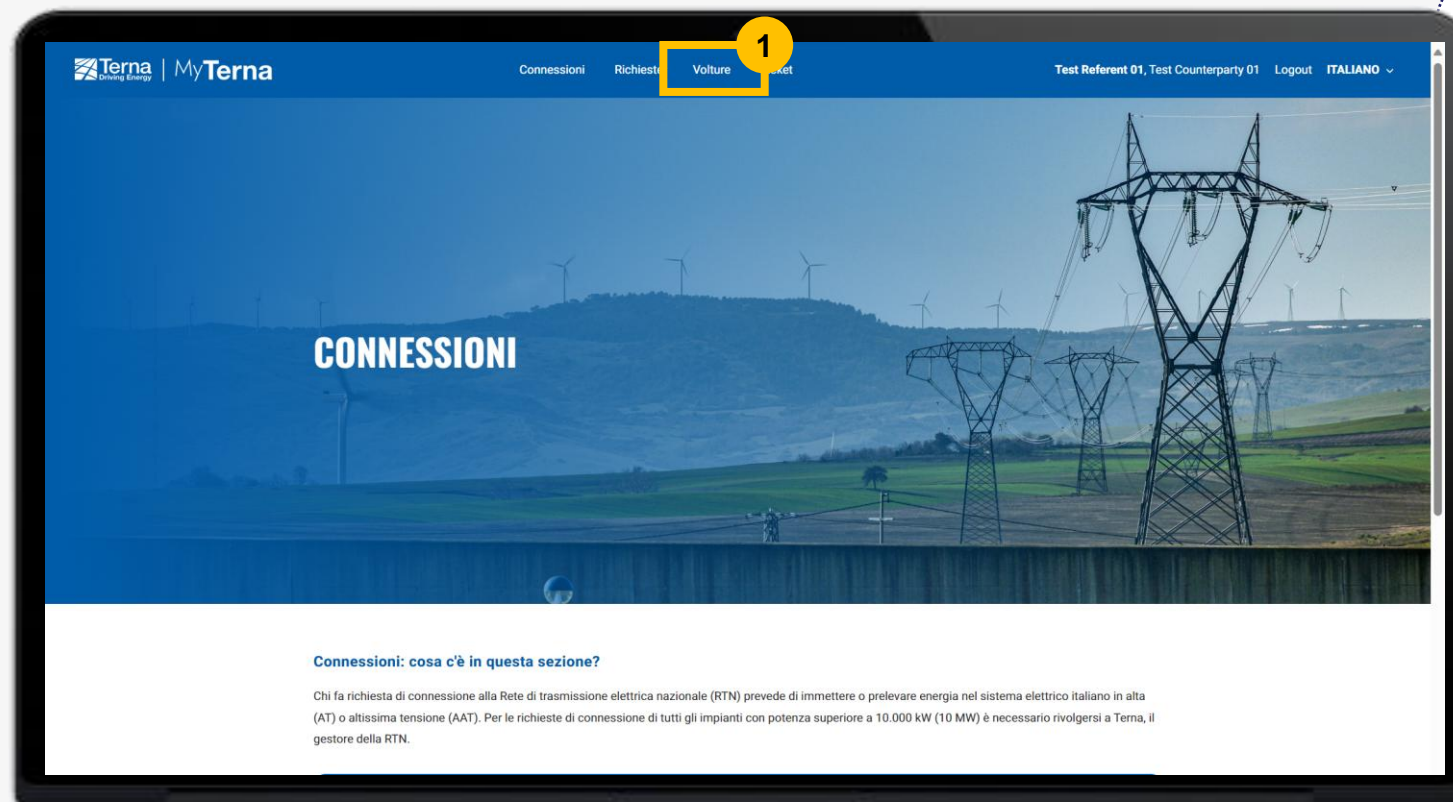 1
Terna
Driving Energy
MyTerna
Connessioni Richieste Volture Test Referent 01, Test Counterparty 01 Logout ITALIANO
CONNESSIONI
Connessioni: cosa c'è in questa sezione?
Chi fa richiesta di connessione alla Rete di trasmissione elettrica nazionale (RTN) prevede di immettere o prelevare energia nel sistema elettrico italiano in alta
(AT) o altissima tensione (AAT). Per le richieste di connessione di tutti gli impianti con potenza superiore a 10.000 kW (10 MW) è necessario rivolgersi a Terna, il
gestore della RTN.